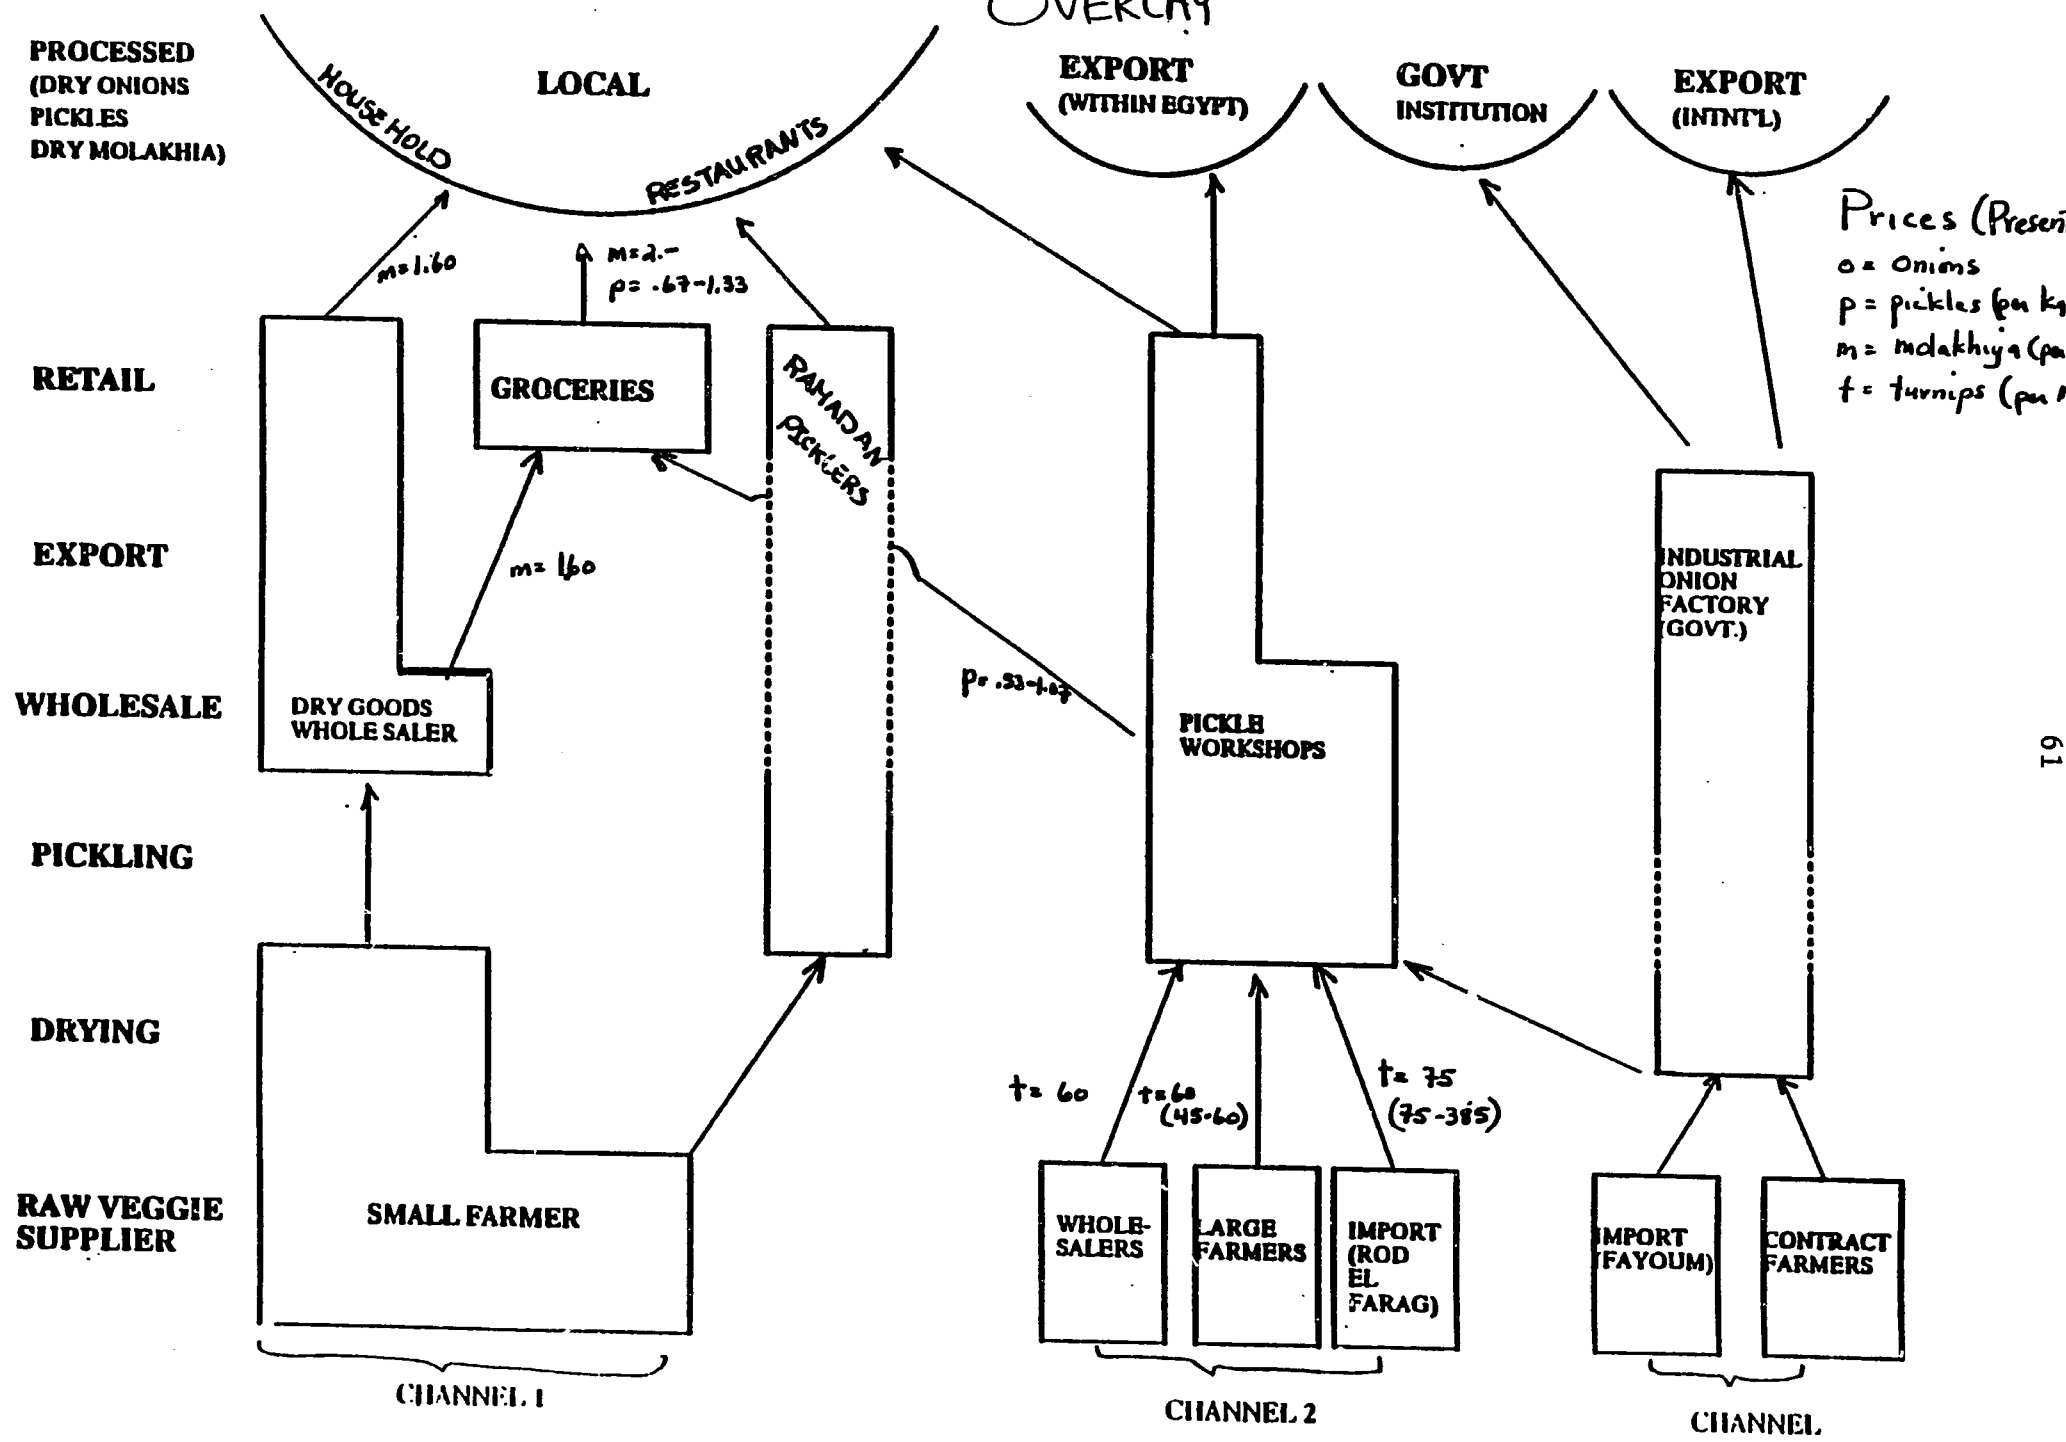 OVERLAY
PROCESSED
(DRY ONIONS
PICKLES
DRY MOLAKHIA)
HOUSEHOLD
LOCAL
RESTAURANTS
EXPORT
(WITHIN EGYPT)
GOVT
INSTITUTION
EXPORT
(INTNT'L)
Prices (Present
o = Onions
p = pickles (per kg
m = molakhiya (per
t = turnips (per
m=1.60
m=2.-
p= .67-1.33
RETAIL
GROCERIES
RAMADAN
PICKLERS
EXPORT
m= 1.60
INDUSTRIAL
ONION
FACTORY
(GOVT.)
WHOLESALE
DRY GOODS
WHOLE SALER
p= .53-1.07
PICKLE
WORKSHOPS
61
PICKLING
DRYING
t= 60
t=60
(45-60)
t= 75
(75-385)
RAW VEGGIE
SUPPLIER
SMALL FARMER
WHOLE-
SALERS
LARGE
FARMERS
IMPORT
(ROD
EL
FARAG)
IMPORT
(FAYOUM)
CONTRACT
FARMERS
CHANNEL 1
CHANNEL 2
CHANNEL